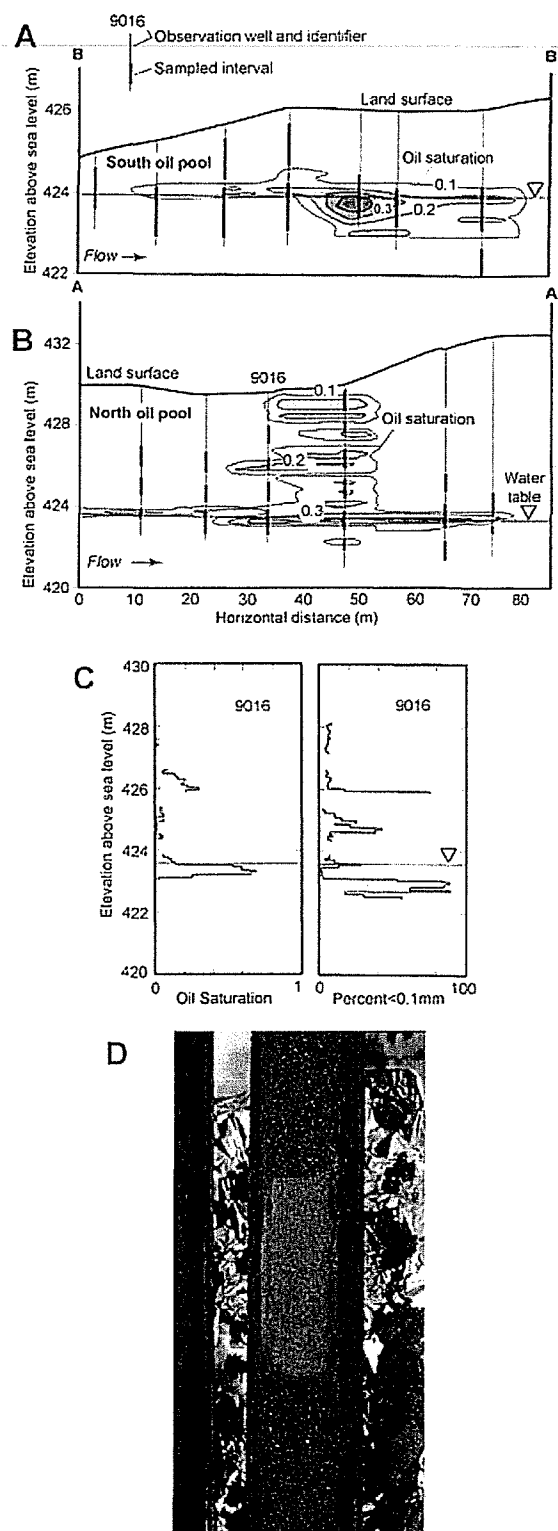 9016
A
Observation well and identifier
B
B
Sampled interval
Elevation above sea level (m)
426
424
422
Land surface
South oil pool
Oil saturation
0.1
0.3
0.2
Flow
A
A
B
Elevation above sea level (m)
432
428
424
420
Land surface
9016
0.1
North oil pool
Oil saturation
0.2
Water
table
0.3
Flow
0 10 20 30 40 50 60 70 80
Horizontal distance (m)
C
Elevation above sea level (m)
430
428
426
424
422
420
9016
9016
0 1 0 100
Oil Saturation Percent<0.1mm
D